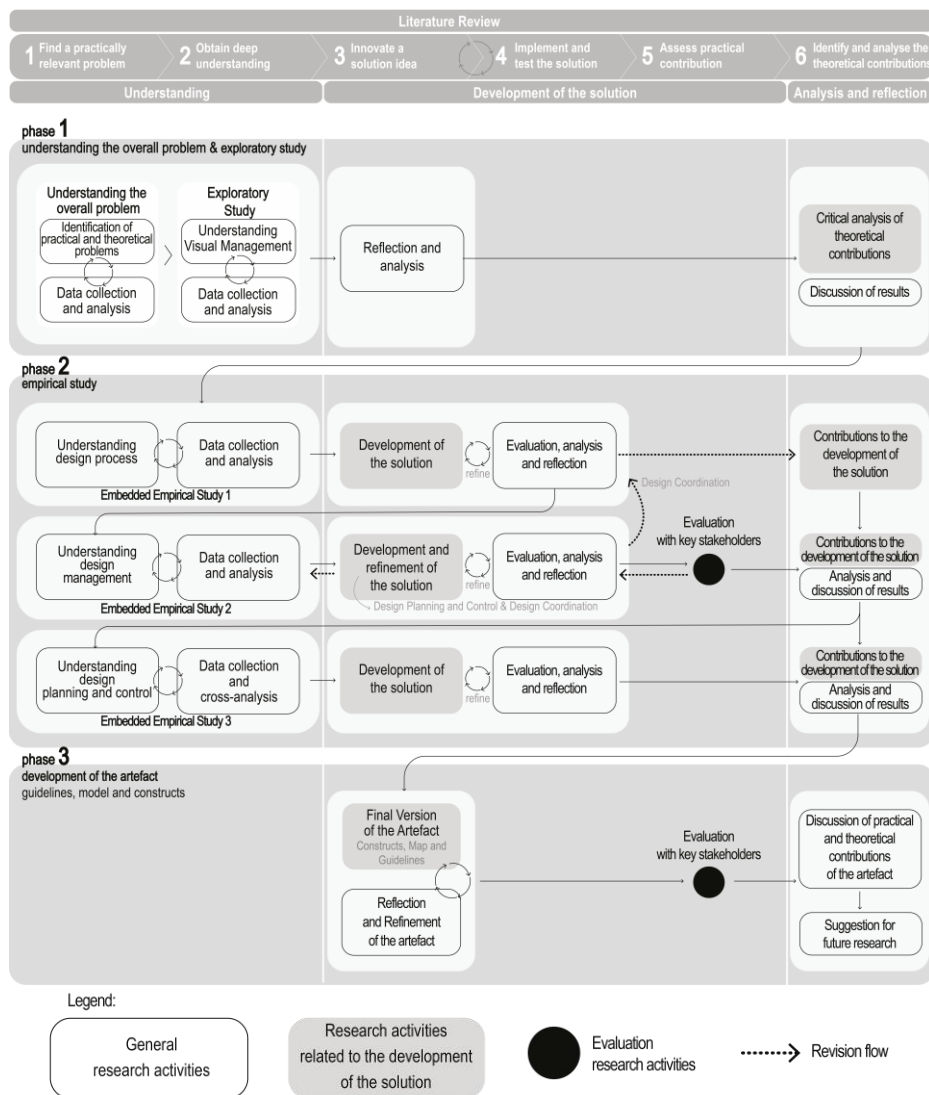 Literature Review
1 Find a practically
relevant problem
2 Obtain deep
understanding
3 Innovate a
solution idea
4 Implement and
test the solution
5 Assess practical
contribution
6 Identify and analyse the
theoretical contributions
Understanding
Development of the solution
Analysis and reflection
phase 1
understanding the overall problem & exploratory study
Understanding the
overall problem
Identification of
practical and theoretical
problems
Data collection
and analysis
Exploratory
Study
Understanding
Visual Management
Data collection
and analysis
Reflection and
analysis
Critical analysis of
theoretical
contributions
Discussion of results
phase 2
empirical study
Understanding
design process
Data collection
and analysis
Embedded Empirical Study 1
Development of
the solution
refine
Evaluation, analysis
and reflection
Design Coordination
Contributions to the
development of
the solution
Understanding
design
management
Data collection
and analysis
Embedded Empirical Study 2
Development and
refinement of
the solution
refine
Evaluation, analysis
and reflection
Design Planning and Control & Design Coordination
Evaluation
with key stakeholders
Contributions to the
development of the solution
Analysis and
discussion of results
Understanding
design
planning and control
Data collection
and
cross-analysis
Embedded Empirical Study 3
Development of
the solution
refine
Evaluation, analysis
and reflection
Contributions to the
development of the solution
Analysis and
discussion of results
phase 3
development of the artefact
guidelines, model and constructs
Final Version
of the Artefact
Constructs, Map and
Guidelines
Reflection
and Refinement
of the artefact
Evaluation
with key stakeholders
Discussion of practical
and theoretical
contributions
of the artefact
Suggestion for
future research
Legend:
General
research activities
Research activities
related to the development
of the solution
Evaluation
research activities
Revision flow